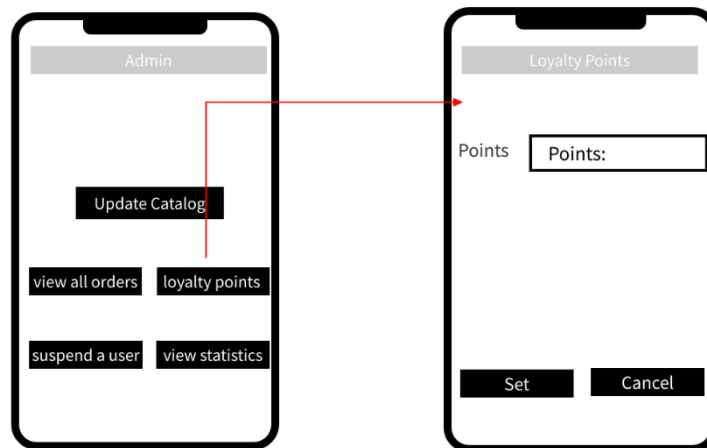 Admin
Update Catalog
view all orders
loyalty points
suspend a user
view statistics
Loyalty Points
Points
Points:
Set
Cancel